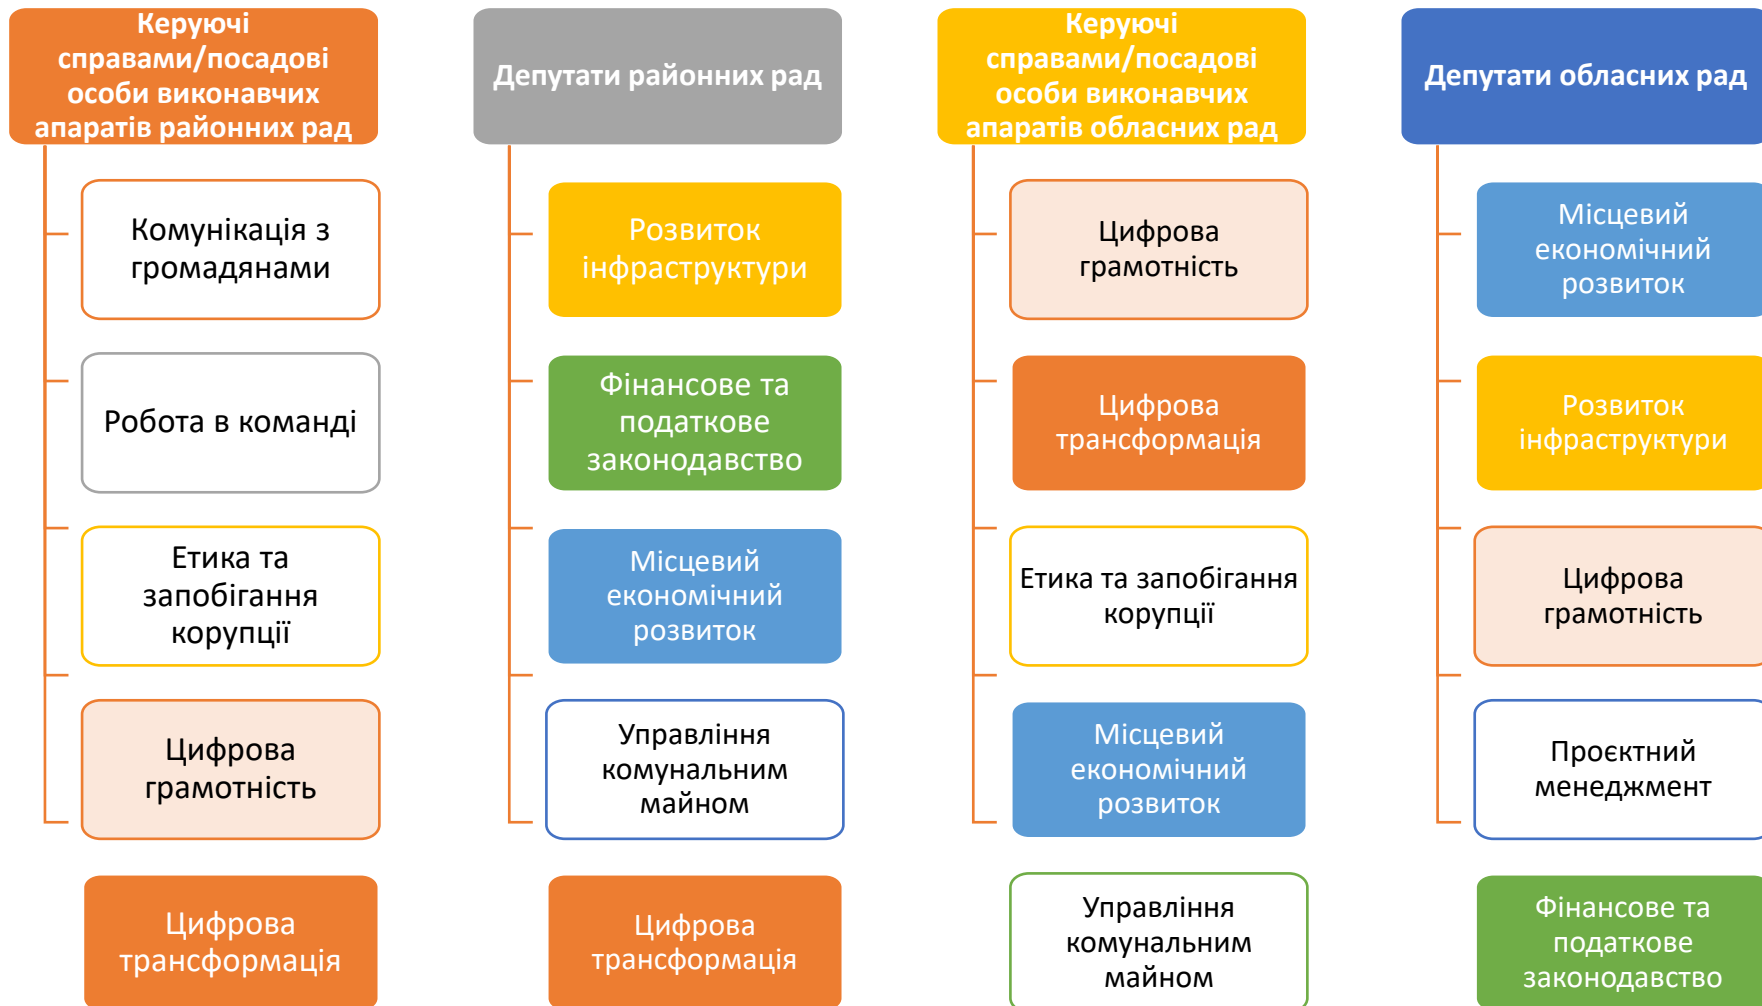 Керуючі
справами/посадові
особи виконавчих
апаратів районних рад
Комунікація з
громадянами
Робота в команді
Етика та
запобігання
корупції
Цифрова
грамотність
Цифрова
трансформація
Депутати районних рад
Розвиток
інфраструктури
Фінансове та
податкове
законодавство
Місцевий
економічний
розвиток
Управління
комунальним
майном
Цифрова
трансформація
Керуючі
справами/посадові
особи виконавчих
апаратів обласних рад
Цифрова
грамотність
Цифрова
трансформація
Етика та запобігання
корупції
Місцевий
економічний
розвиток
Управління
комунальним
майном
Депутати обласних рад
Місцевий
економічний
розвиток
Розвиток
інфраструктури
Цифрова
грамотність
Проєктний
менеджмент
Фінансове та
податкове
законодавство